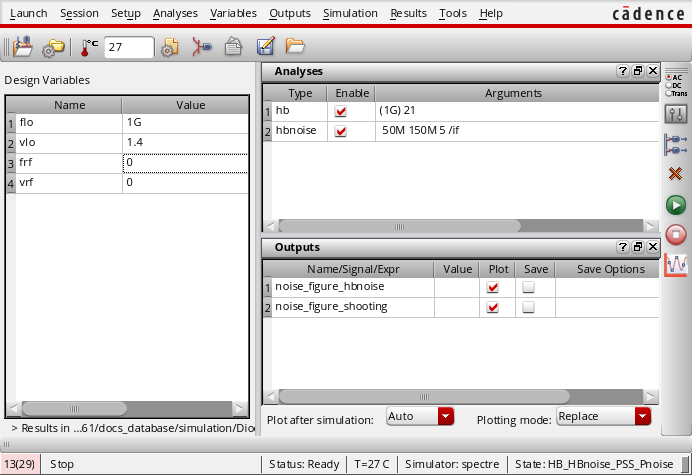 Launch Session Setup Analyses Variables Outputs Simulation Results Tools Help cādence
°C 27
Design Variables
Name Value
1 flo 1G
2 vlo 1.4
3 frf 0
4 vrf 0
> Results in ...61/docs_database/simulation/Dio
Analyses
Type Enable Arguments
1 hb (1G) 21
2 hbnoise 50M 150M 5 /if
Outputs
Name/Signal/Expr Value Plot Save Save Options
1 noise_figure_hbnoise
2 noise_figure_shooting
Plot after simulation: Auto Plotting mode: Replace
AC
DC
Trans
13(29) Stop Status: Ready T=27 C Simulator: spectre State: HB_HBnoise_PSS_Pnoise